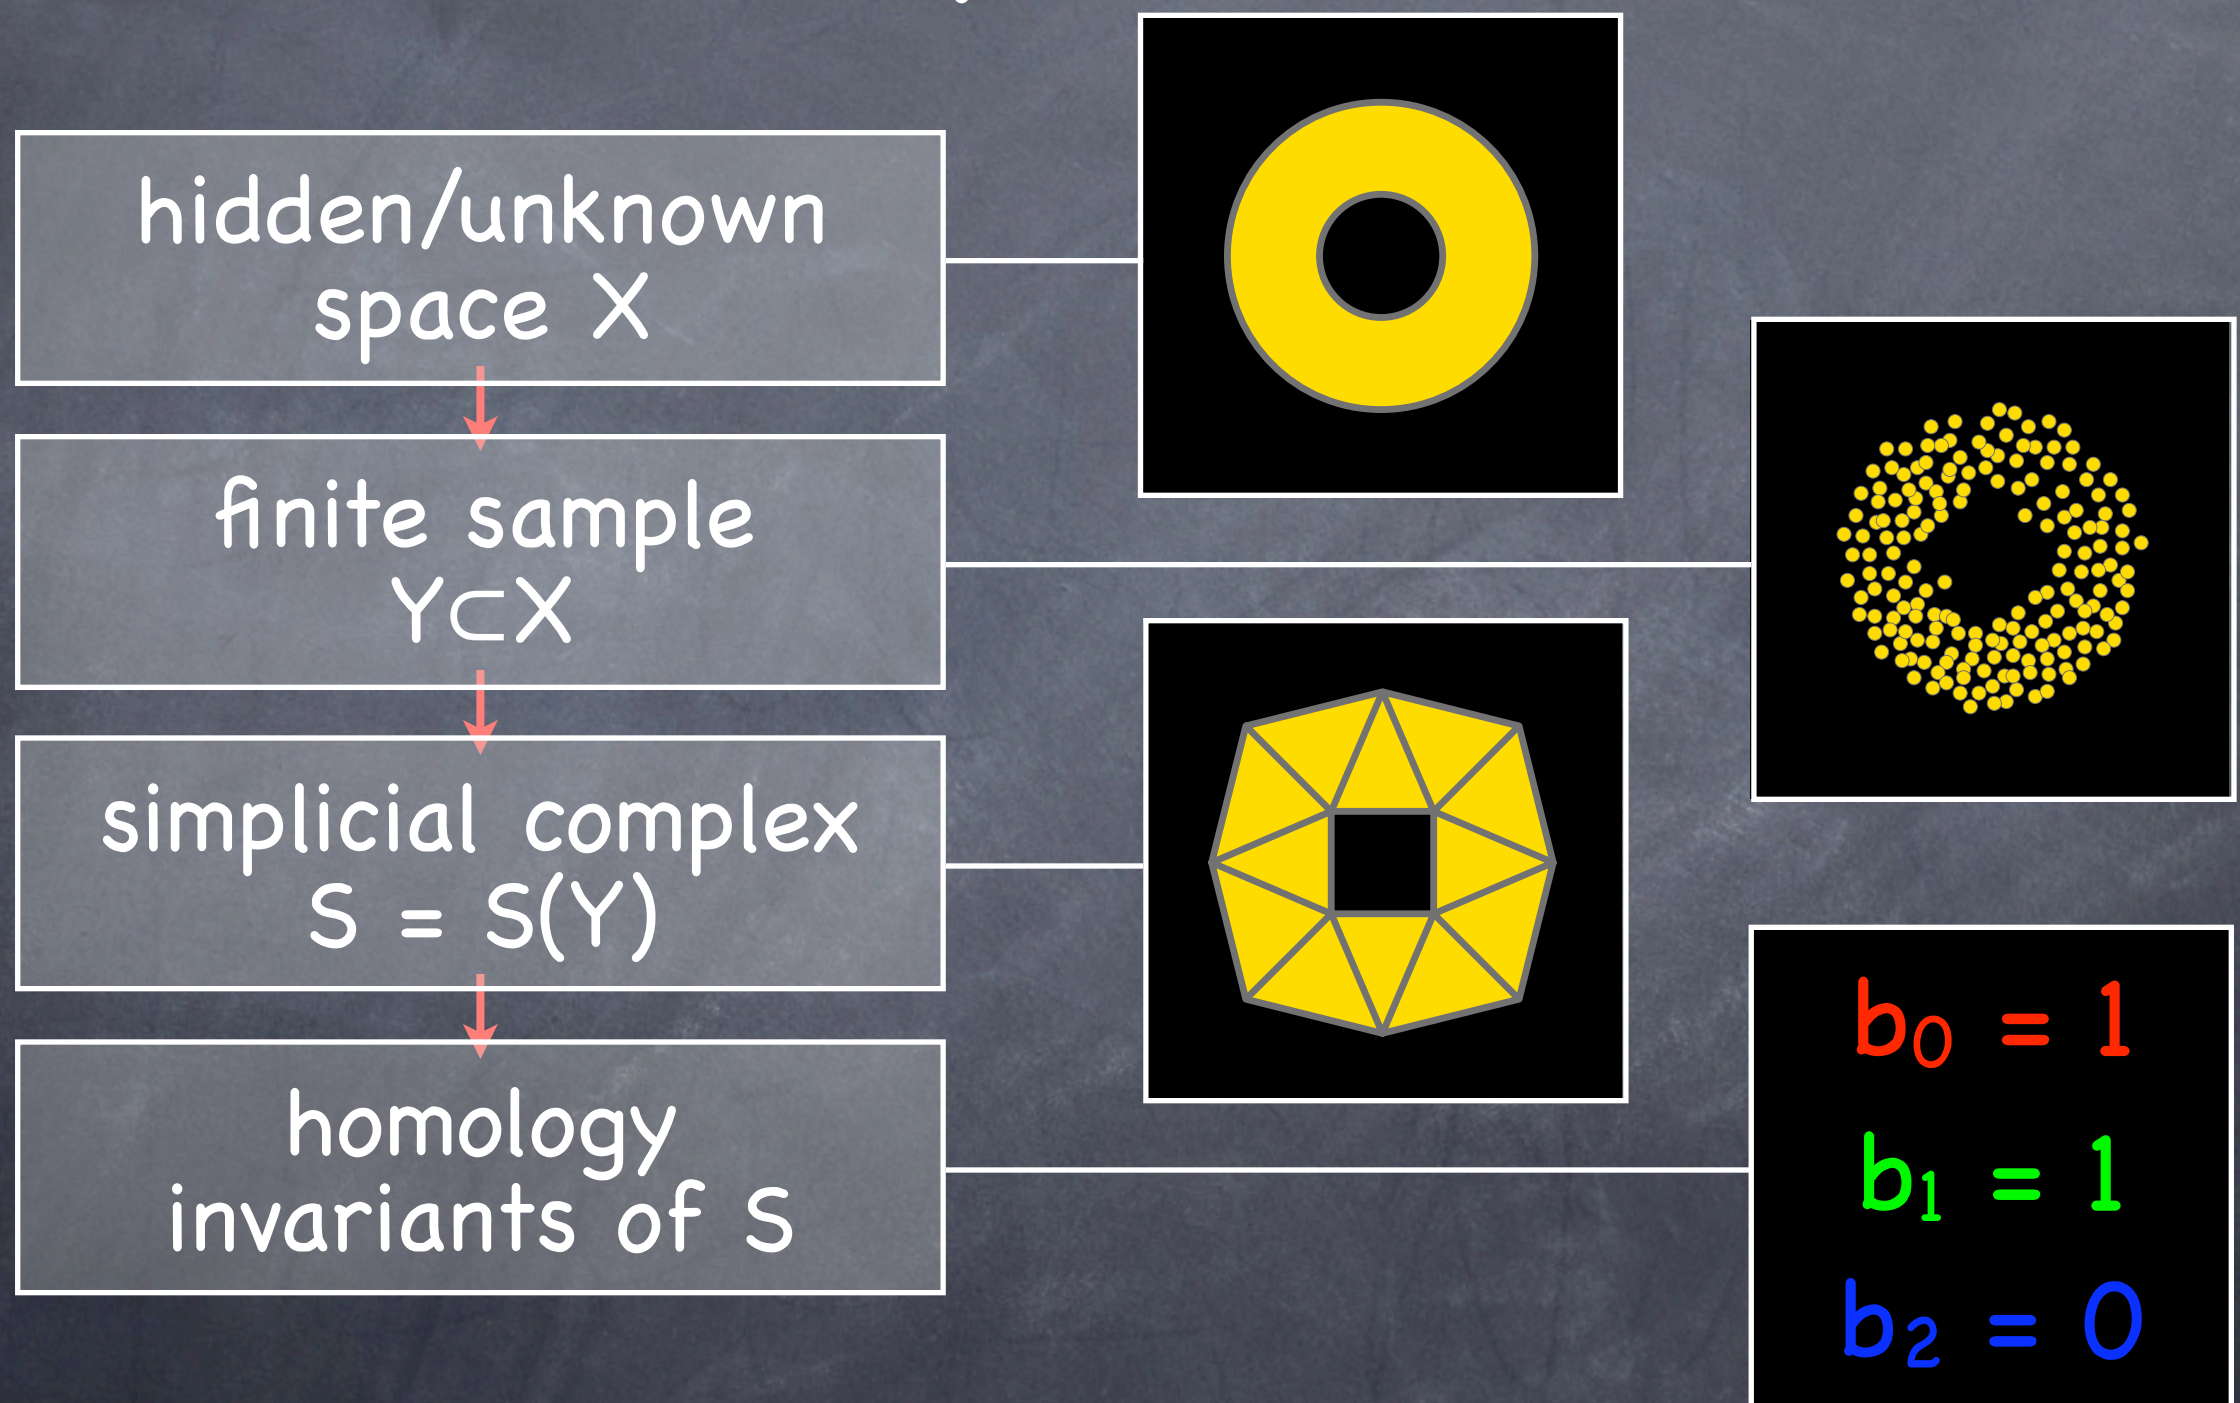 hidden/unknown
space X
finite sample
Y⊂X
simplicial complex
S = S(Y)
homology
invariants of S
b₀ = 1
b₁ = 1
b₂ = 0